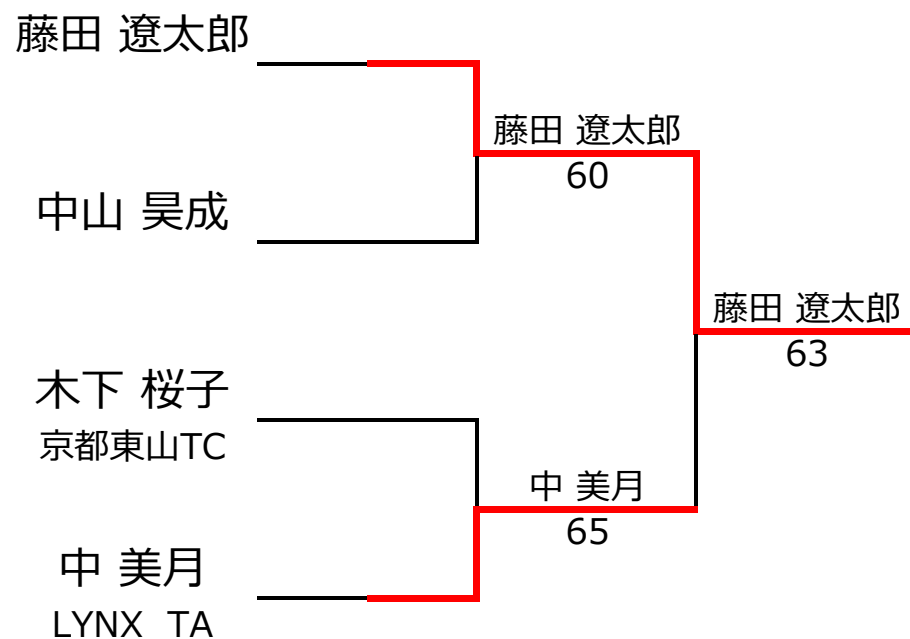 藤田 遼太郎
藤田 遼太郎
60
中山 昊成
藤田 遼太郎
63
木下 桜子
京都東山TC
中 美月
65
中 美月
LYNX TA